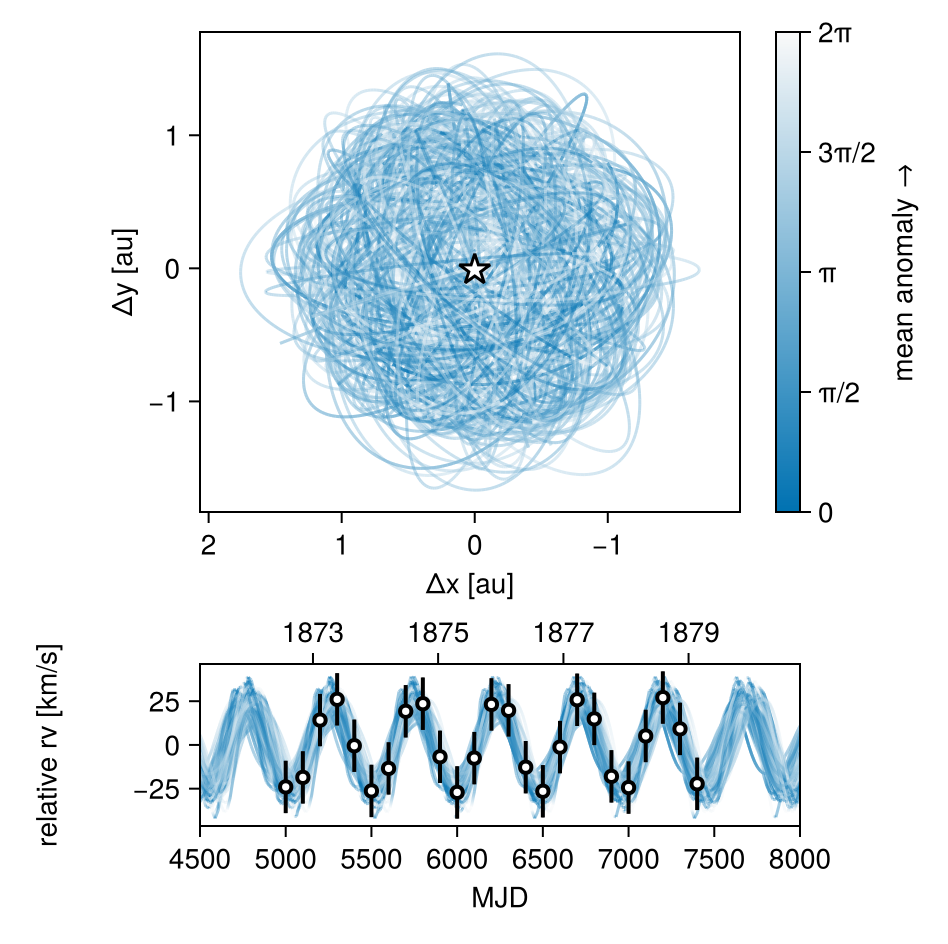 1
0
−1
Δy [au]
2 1 0 −1
Δx [au]
2π
3π/2
π
π/2
0
mean anomaly →
1873 1875 1877 1879
25
0
−25
relative rv [km/s]
4500 5000 5500 6000 6500 7000 7500 8000
MJD